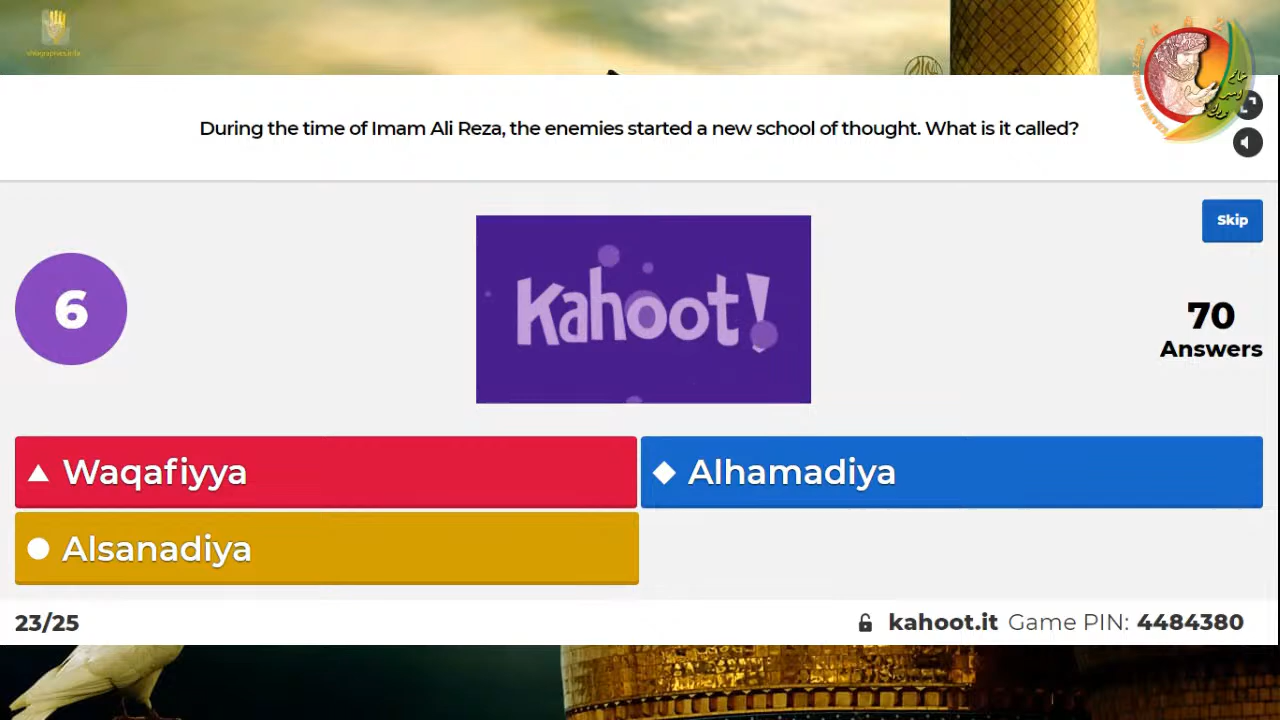 During the time of Imam Ali Reza, the enemies started a new school of thought. What is it called?
Skip
6
Kahoot!
70
Answers
Waqafiyya
Alhamadiya
Alsanadiya
23/25
kahoot.it Game PIN: 4484380